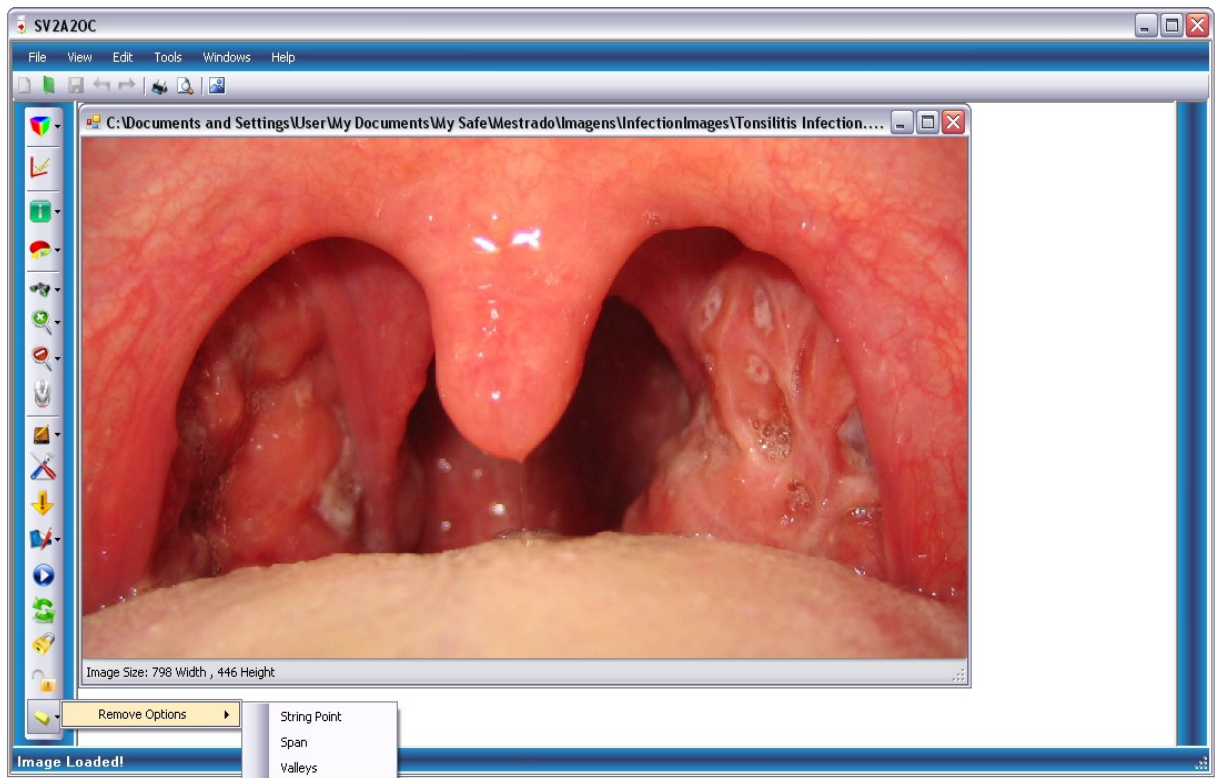 SV2A2OC
File View Edit Tools Windows Help
C:\Documents and Settings\User\My Documents\My Safe\Mestrado\Imagens\InfectionImages\Tonsilitis Infection....
Image Size: 798 Width , 446 Height
Remove Options
String Point
Span
Valleys
Image Loaded!